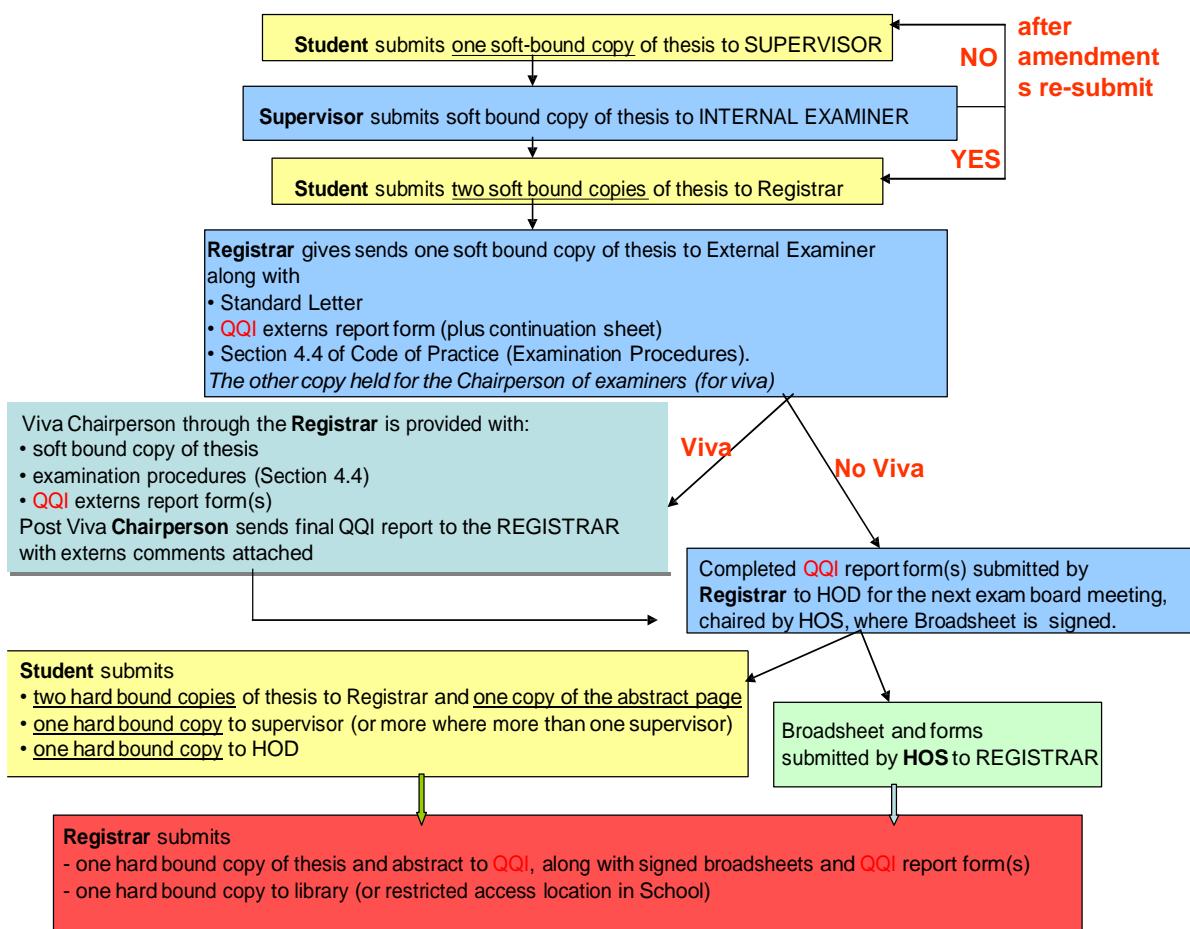 Student submits one soft-bound copy of thesis to SUPERVISOR
after
amendment
s re-submit
NO
Supervisor submits soft bound copy of thesis to INTERNAL EXAMINER
YES
Student submits two soft bound copies of thesis to Registrar
Registrar gives sends one soft bound copy of thesis to External Examiner
along with
• Standard Letter
• QQI externs report form (plus continuation sheet)
• Section 4.4 of Code of Practice (Examination Procedures).
The other copy held for the Chairperson of examiners (for viva)
Viva
No Viva
Viva Chairperson through the Registrar is provided with:
• soft bound copy of thesis
• examination procedures (Section 4.4)
• QQI externs report form(s)
Post Viva Chairperson sends final QQI report to the REGISTRAR
with externs comments attached
Completed QQI report form(s) submitted by
Registrar to HOD for the next exam board meeting,
chaired by HOS, where Broadsheet is signed.
Student submits
• two hard bound copies of thesis to Registrar and one copy of the abstract page
• one hard bound copy to supervisor (or more where more than one supervisor)
• one hard bound copy to HOD
Broadsheet and forms
submitted by HOS to REGISTRAR
Registrar submits
- one hard bound copy of thesis and abstract to QQI, along with signed broadsheets and QQI report form(s)
- one hard bound copy to library (or restricted access location in School)